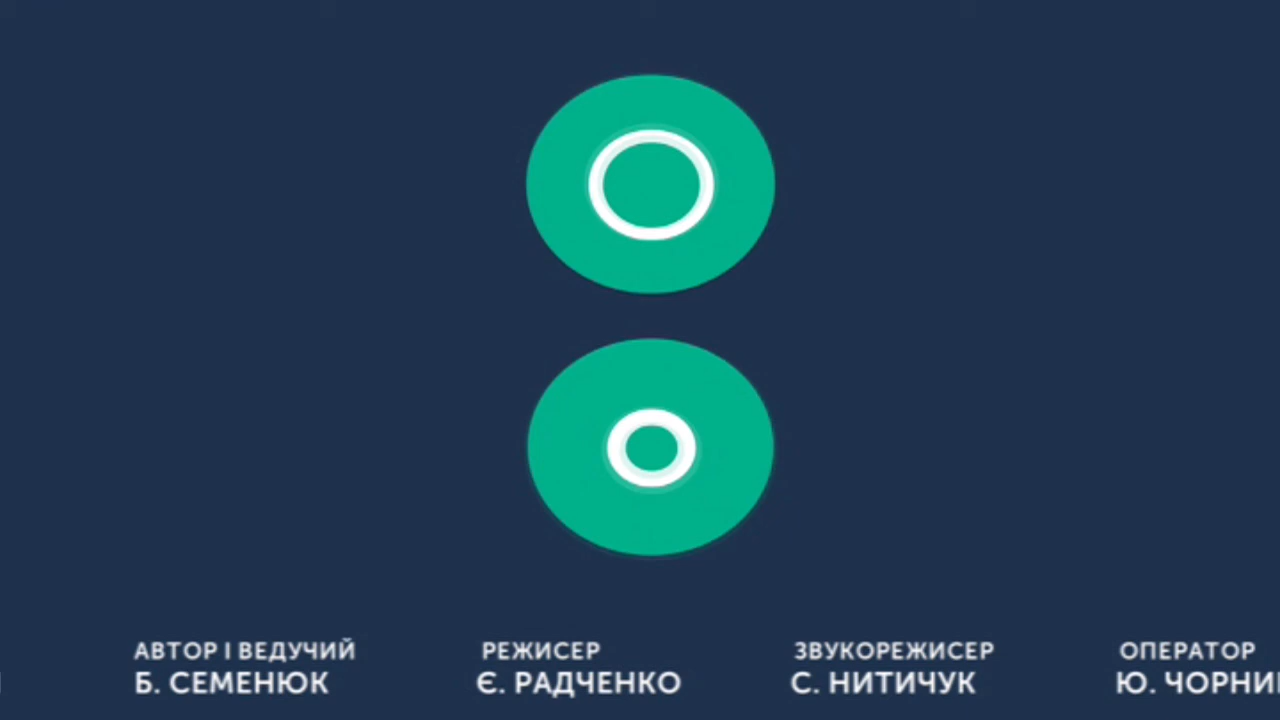 АВТОР І ВЕДУЧИЙ
Б. СЕМЕНЮК
РЕЖИСЕР
Є. РАДЧЕНКО
ЗВУКОРЕЖИСЕР
С. НИТИЧУК
ОПЕРАТОР
Ю.